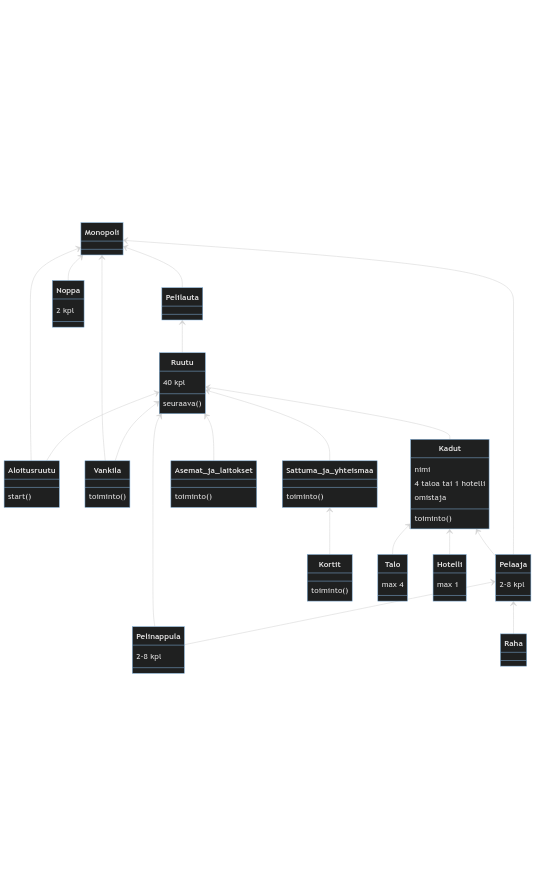 Monopoli
Noppa
2 kpl
Pelilauta
Ruutu
40 kpl
seuraava()
Aloitusruutu
start()
Vankila
toiminto()
Asemat_ja_laitokset
toiminto()
Sattuma_ja_yhteismaa
toiminto()
Kadut
nimi
4 taloa tai 1 hotelli
omistaja
toiminto()
Kortit
toiminto()
Talo
max 4
Hotelli
max 1
Pelaaja
2-8 kpl
Pelinappula
2-8 kpl
Raha